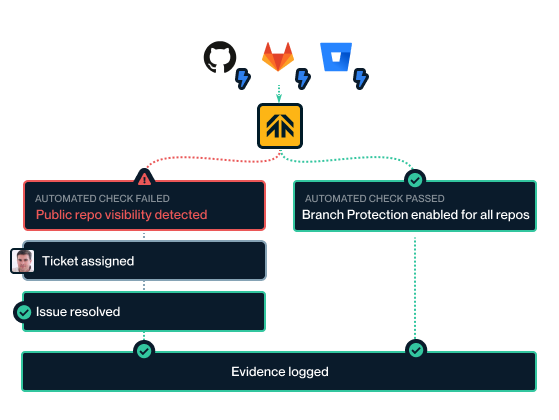 AUTOMATED CHECK FAILED
Public repo visibility detected
AUTOMATED CHECK PASSED
Branch Protection enabled for all repos
Ticket assigned
Issue resolved
Evidence logged